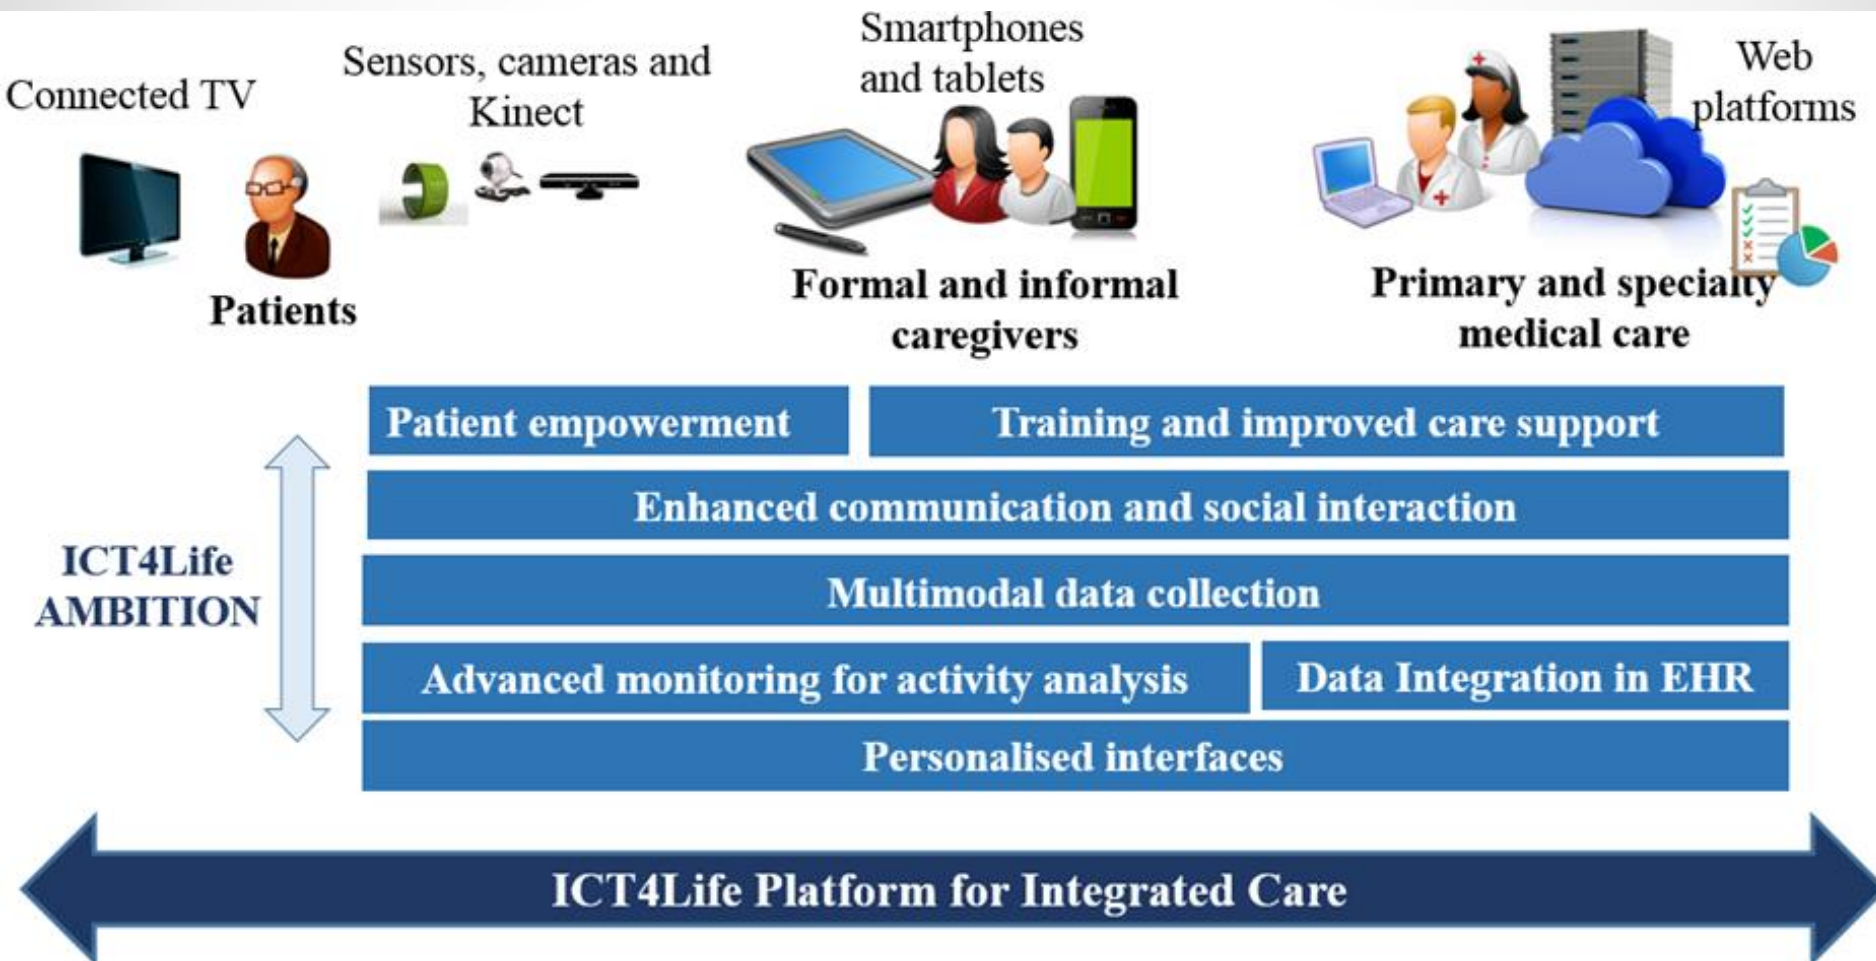 Connected TV
Sensors, cameras and
Kinect
Smartphones
and tablets
Web
platforms
Patients
Formal and informal
caregivers
Primary and specialty
medical care
Patient empowerment
Training and improved care support
Enhanced communication and social interaction
ICT4Life
AMBITION
Multimodal data collection
Advanced monitoring for activity analysis
Data Integration in EHR
Personalised interfaces
ICT4Life Platform for Integrated Care